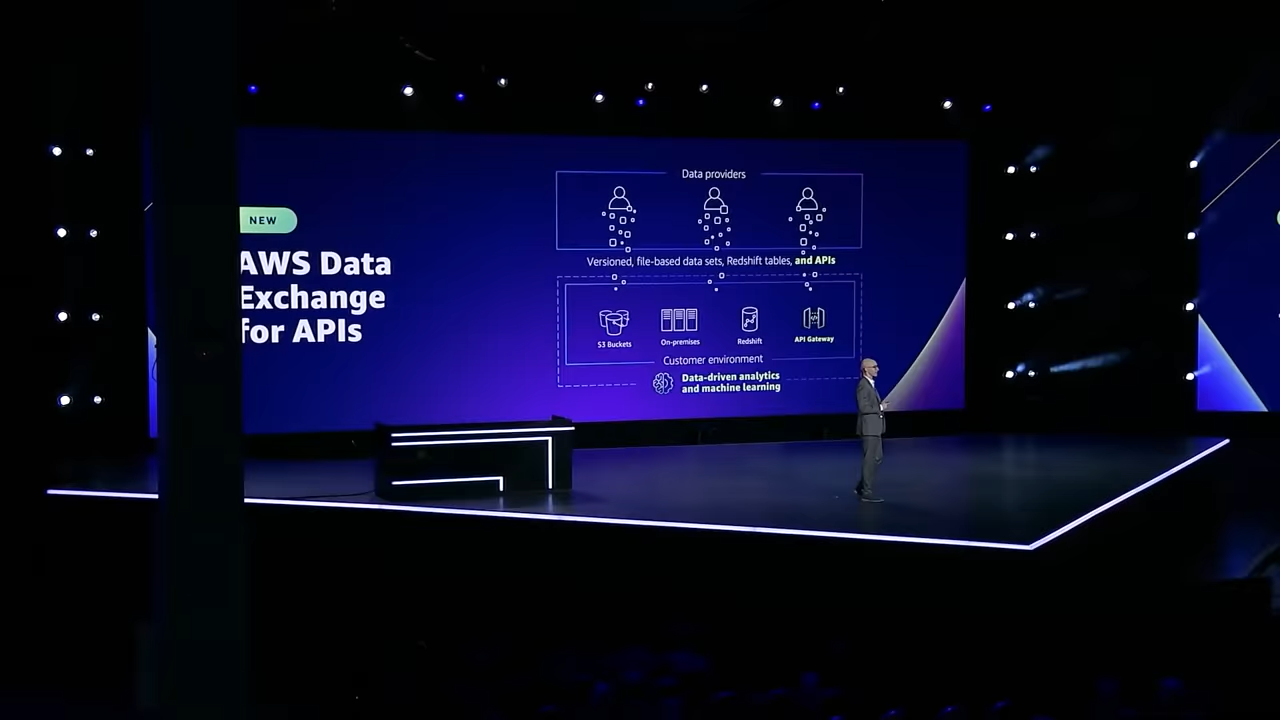 NEW
AWS Data
Exchange
for APIs
Data providers
Versioned, file-based data sets, Redshift tables, and APIs
S3 Buckets
On-premises
Redshift
API Gateway
Customer environment
Data-driven analytics
and machine learning